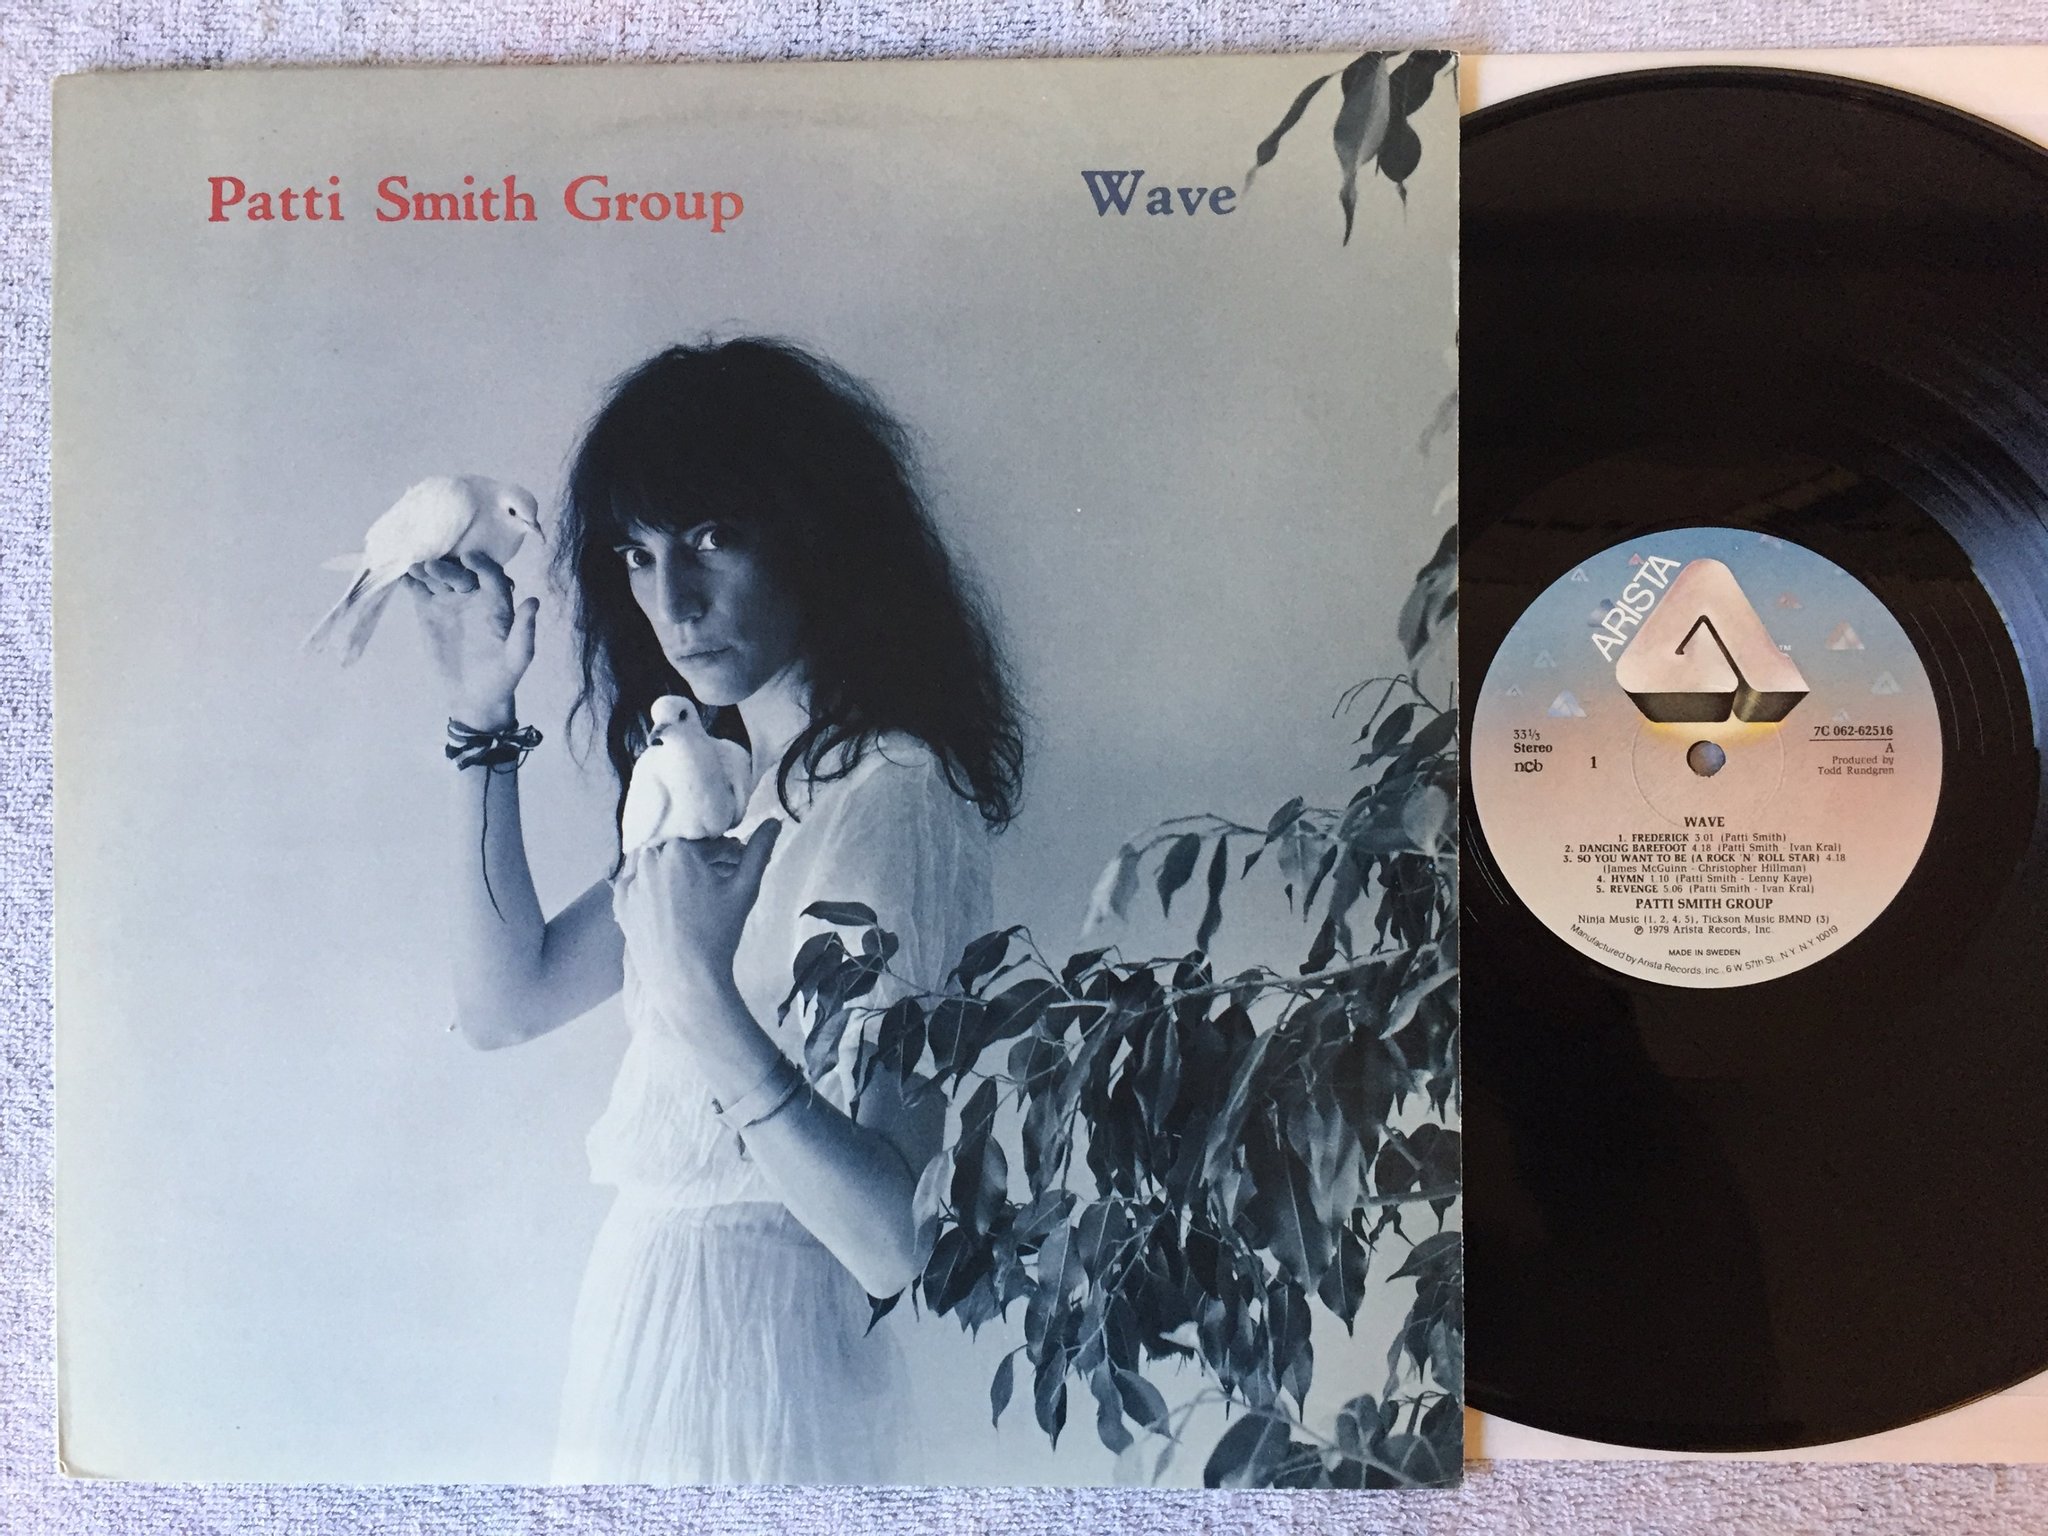 Patti Smith Group
Wave
ARISTA
TM
33⅓
Stereo
ncb
1
7C 062-62516
A
Produced by
Todd Rundgren
WAVE
1. FREDERICK 3.01 (Patti Smith)
2. DANCING BAREFOOT 4.18 (Patti Smith - Ivan Kral)
3. SO YOU WANT TO BE (A ROCK 'N' ROLL STAR) 4.18
(James McGuinn - Christopher Hillman)
4. HYMN 1.10 (Patti Smith - Lenny Kaye)
5. REVENGE 5.06 (Patti Smith - Ivan Kral)
PATTI SMITH GROUP
Ninja Music (1, 2, 4, 5), Tickson Music BMND (3)
℗ 1979 Arista Records, Inc.
MADE IN SWEDEN
Manufactured by Arista Records, Inc., 6 W 57th St., N.Y. N.Y. 10019